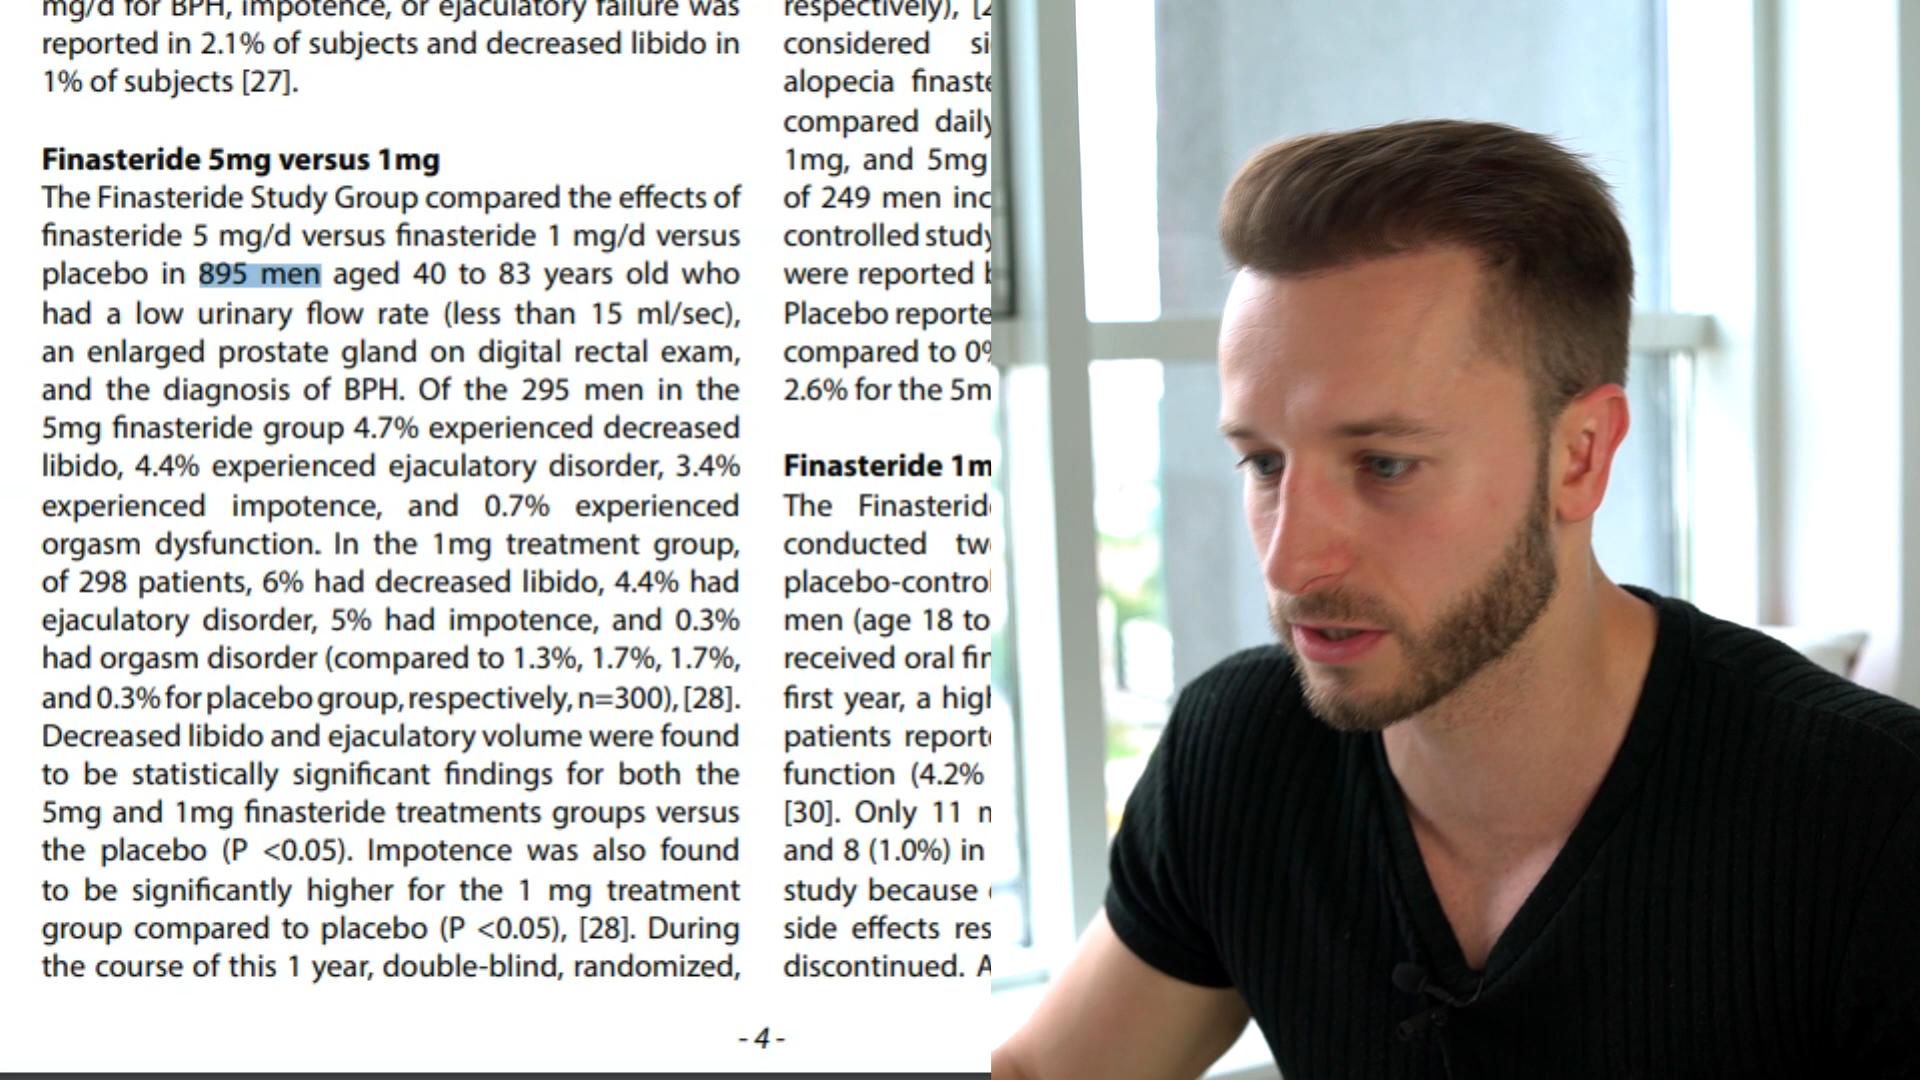 mg/d for BPH, impotence, or ejaculatory failure was
reported in 2.1% of subjects and decreased libido in
1% of subjects [27].
Finasteride 5mg versus 1mg
The Finasteride Study Group compared the effects of
finasteride 5 mg/d versus finasteride 1 mg/d versus
placebo in 895 men aged 40 to 83 years old who
had a low urinary flow rate (less than 15 ml/sec),
an enlarged prostate gland on digital rectal exam,
and the diagnosis of BPH. Of the 295 men in the
5mg finasteride group 4.7% experienced decreased
libido, 4.4% experienced ejaculatory disorder, 3.4%
experienced impotence, and 0.7% experienced
orgasm dysfunction. In the 1mg treatment group,
of 298 patients, 6% had decreased libido, 4.4% had
ejaculatory disorder, 5% had impotence, and 0.3%
had orgasm disorder (compared to 1.3%, 1.7%, 1.7%,
and 0.3% for placebo group, respectively, n=300), [28].
Decreased libido and ejaculatory volume were found
to be statistically significant findings for both the
5mg and 1mg finasteride treatments groups versus
the placebo (P <0.05). Impotence was also found
to be significantly higher for the 1 mg treatment
group compared to placebo (P <0.05), [28]. During
the course of this 1 year, double-blind, randomized,
respectively),
considered
alopecia
compared daily
1mg, and 5mg
of 249 men
controlled study
were reported
Placebo
compared to
2.6% for the
Finasteride
The
conducted
men (age 18 to
received oral
first year, a
patients
function (4.2%
[30]. Only 11
and 8 (1.0%) in
study because
side effects
discontinued.
- 4 -